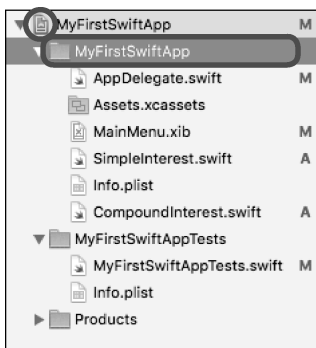 MyFirstSwiftApp M
MyFirstSwiftApp
AppDelegate.swift M
Assets.xcassets
MainMenu.xib M
SimpleInterest.swift A
Info.plist
CompoundInterest.swift A
MyFirstSwiftAppTests
MyFirstSwiftAppTests.swift M
Info.plist
Products